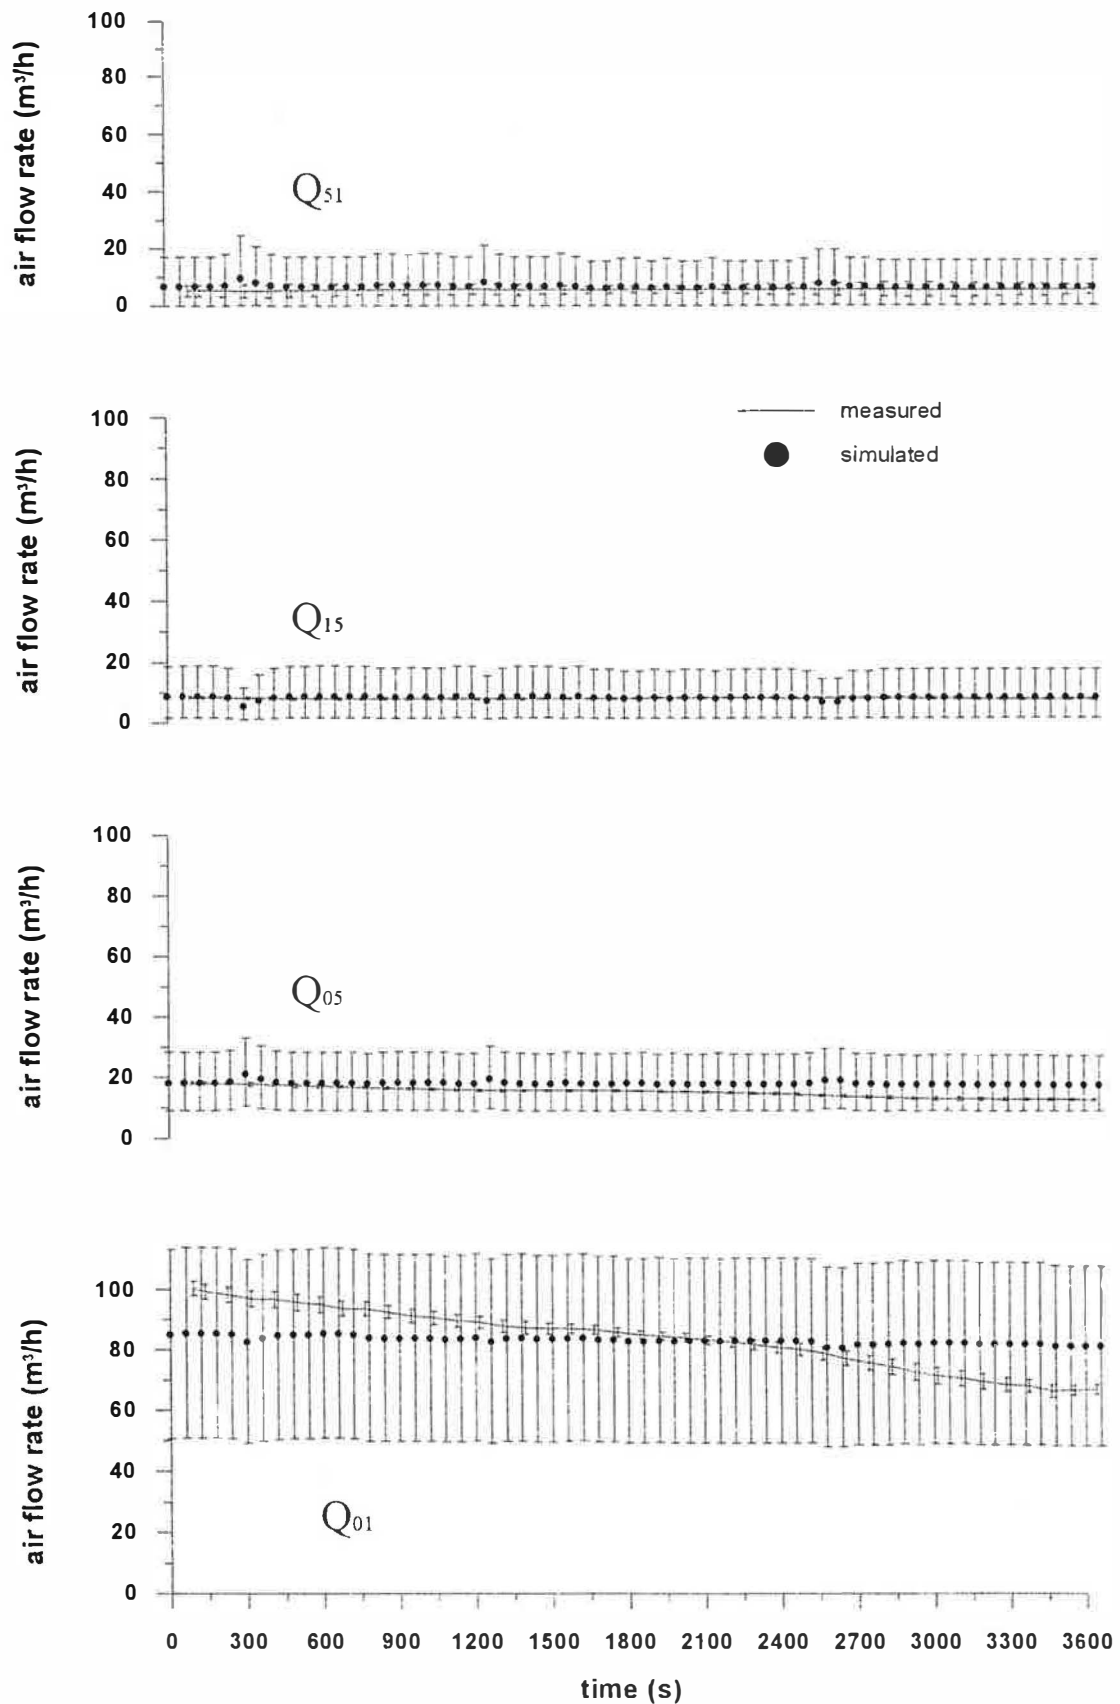 air flow rate (m³/h)
100
80
60
40
20
0
Q₅₁
air flow rate (m³/h)
100
80
60
40
20
0
measured
simulated
Q₁₅
air flow rate (m³/h)
100
80
60
40
20
0
Q₀₅
air flow rate (m³/h)
100
80
60
40
20
0
Q₀₁
0 300 600 900 1200 1500 1800 2100 2400 2700 3000 3300 3600
time (s)